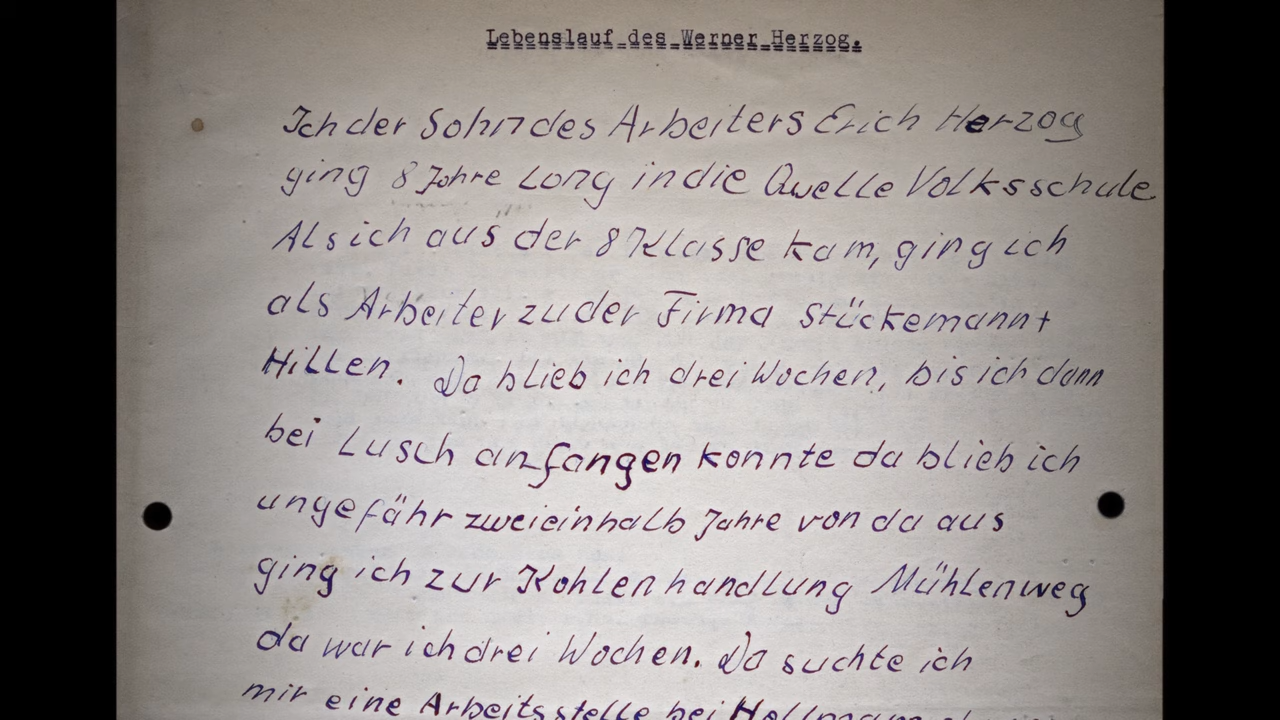 Lebenslauf des Werner Herzog.
Ich der Sohn des Arbeiters Erich Herzog
ging 8 Jahre lang in die Quelle Volksschule
Als ich aus der 8 Klasse kam, ging ich
als Arbeiter zu der Firma Stückemann +
Hillen. Da blieb ich drei Wochen, bis ich dann
bei Lusch anfangen konnte da blieb ich
ungefähr zweieinhalb Jahre von da aus
ging ich zur Kohlenhandlung Mühlenweg
da war ich drei Wochen. Da suchte ich
mir eine Arbeitsstelle bei